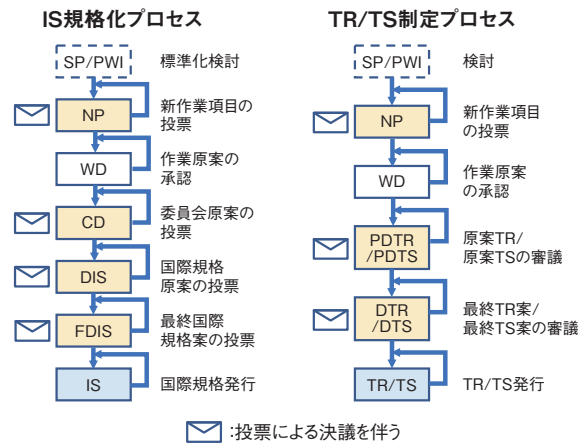 IS規格化プロセス
SP/PWI
標準化検討
NP
新作業項目の
投票
WD
作業原案の
承認
CD
委員会原案の
投票
DIS
国際規格
原案の投票
FDIS
最終国際
規格案の投票
IS
国際規格発行
TR/TS制定プロセス
SP/PWI
検討
NP
新作業項目
の投票
WD
作業原案
の承認
PDTR
/PDTS
原案TR/
原案TSの審議
DTR
/DTS
最終TR案/
最終TS案の審議
TR/TS
TR/TS発行
:投票による決議を伴う